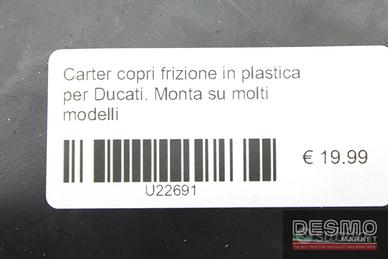 Carter copri frizione in plastica
per Ducati. Monta su molti
modelli
€ 19.99
U22691
DESMO
MARKET